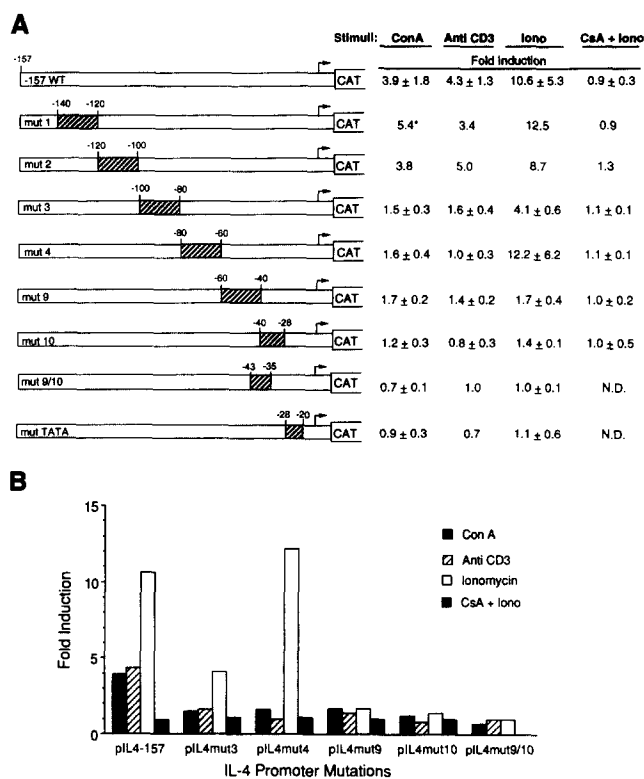 A
Stimuli: ConA Anti CD3 Iono CsA + Iono
Fold Induction
-157
-157 WT CAT 3.9 ± 1.8 4.3 ± 1.3 10.6 ± 5.3 0.9 ± 0.3
-140 -120
mut 1 CAT 5.4* 3.4 12.5 0.9
-120 -100
mut 2 CAT 3.8 5.0 8.7 1.3
-100 -80
mut 3 CAT 1.5 ± 0.3 1.6 ± 0.4 4.1 ± 0.6 1.1 ± 0.1
-80 -60
mut 4 CAT 1.6 ± 0.4 1.0 ± 0.3 12.2 ± 6.2 1.1 ± 0.1
-60 -40
mut 9 CAT 1.7 ± 0.2 1.4 ± 0.2 1.7 ± 0.4 1.0 ± 0.2
-40 -28
mut 10 CAT 1.2 ± 0.3 0.8 ± 0.3 1.4 ± 0.1 1.0 ± 0.5
-43 -35
mut 9/10 CAT 0.7 ± 0.1 1.0 1.0 ± 0.1 N.D.
-28 -20
mut TATA CAT 0.9 ± 0.3 0.7 1.1 ± 0.6 N.D.
B
Fold Induction
15
10
5
0
Con A
Anti CD3
Ionomycin
CsA + Iono
pIL4-157 pIL4mut3 pIL4mut4 pIL4mut9 pIL4mut10 pIL4mut9/10
IL-4 Promoter Mutations